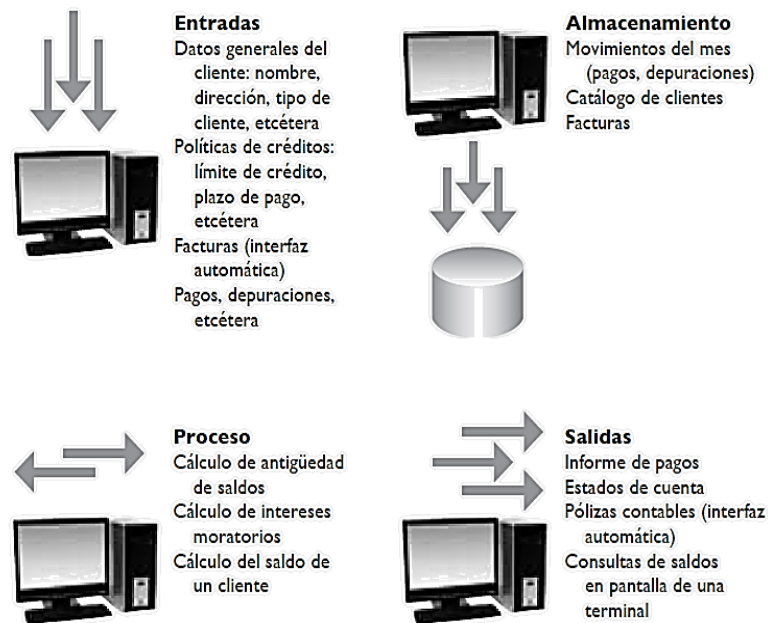 Entradas
Datos generales del
cliente: nombre,
dirección, tipo de
cliente, etcétera
Políticas de créditos:
límite de crédito,
plazo de pago,
etcétera
Facturas (interfaz
automática)
Pagos, depuraciones,
etcétera
Almacenamiento
Movimientos del mes
(pagos, depuraciones)
Catálogo de clientes
Facturas
Proceso
Cálculo de antigüedad
de saldos
Cálculo de intereses
moratorios
Cálculo del saldo de
un cliente
Salidas
Informe de pagos
Estados de cuenta
Pólizas contables (interfaz
automática)
Consultas de saldos
en pantalla de una
terminal